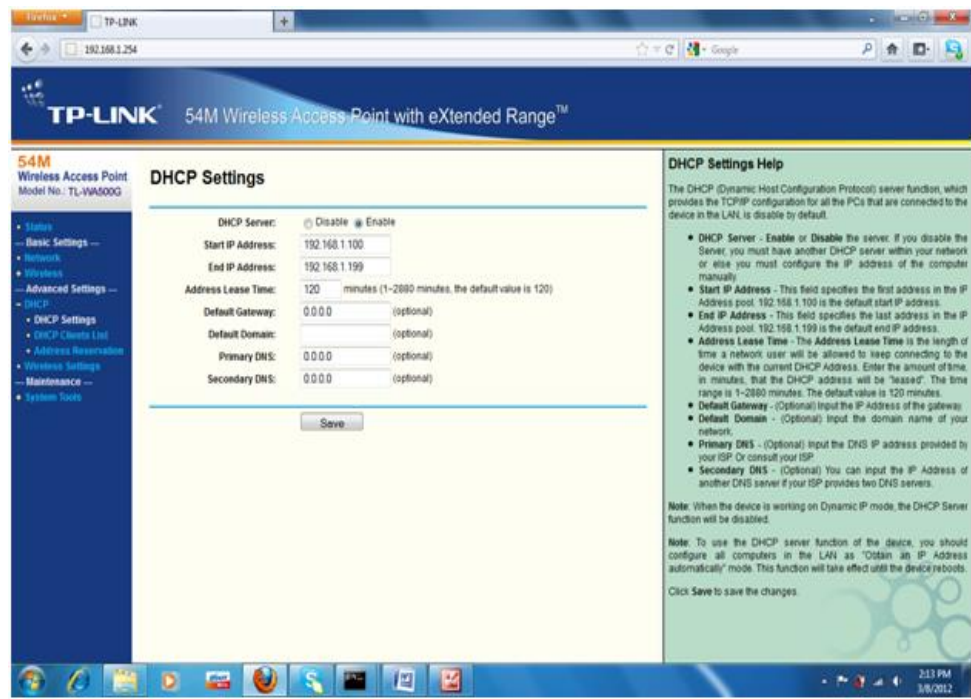 Firefox
TP-LINK
192.168.1.254
Google
TP-LINK
54M Wireless Access Point with eXtended Range™
54M
Wireless Access Point
Model No.: TL-WA500G
Status
--- Basic Settings ---
Network
Wireless
--- Advanced Settings ---
DHCP
DHCP Settings
DHCP Clients List
Address Reservation
Wireless Settings
--- Maintenance ---
System Tools
DHCP Settings
DHCP Server: Disable Enable
Start IP Address: 192.168.1.100
End IP Address: 192.168.1.199
Address Lease Time: 120 minutes (1~2880 minutes, the default value is 120)
Default Gateway: 0.0.0.0 (optional)
Default Domain: (optional)
Primary DNS: 0.0.0.0 (optional)
Secondary DNS: 0.0.0.0 (optional)
Save
DHCP Settings Help
The DHCP (Dynamic Host Configuration Protocol) server function, which
provides the TCP/IP configuration for all the PCs that are connected to the
device in the LAN, is disable by default.
DHCP Server - Enable or Disable the server. If you disable the
Server, you must have another DHCP server within your network
or else you must configure the IP address of the computer
manually.
Start IP Address - This field specifies the first address in the IP
Address pool. 192.168.1.100 is the default start IP address.
End IP Address - This field specifies the last address in the IP
Address pool. 192.168.1.199 is the default end IP address.
Address Lease Time - The Address Lease Time is the length of
time a network user will be allowed to keep connecting to the
device with the current DHCP Address. Enter the amount of time,
in minutes, that the DHCP address will be "leased". The time
range is 1~2880 minutes. The default value is 120 minutes.
Default Gateway - (Optional) Input the IP Address of the gateway.
Default Domain - (Optional) Input the domain name of your
network.
Primary DNS - (Optional) Input the DNS IP address provided by
your ISP. Or consult your ISP.
Secondary DNS - (Optional) You can input the IP Address of
another DNS server if your ISP provides two DNS servers.
Note: When the device is working on Dynamic IP mode, the DHCP Server
function will be disabled.
Note: To use the DHCP server function of the device, you should
configure all computers in the LAN as "Obtain an IP Address
automatically" mode. This function will take effect until the device reboots.
Click Save to save the changes.
2:13 PM
3/8/2012